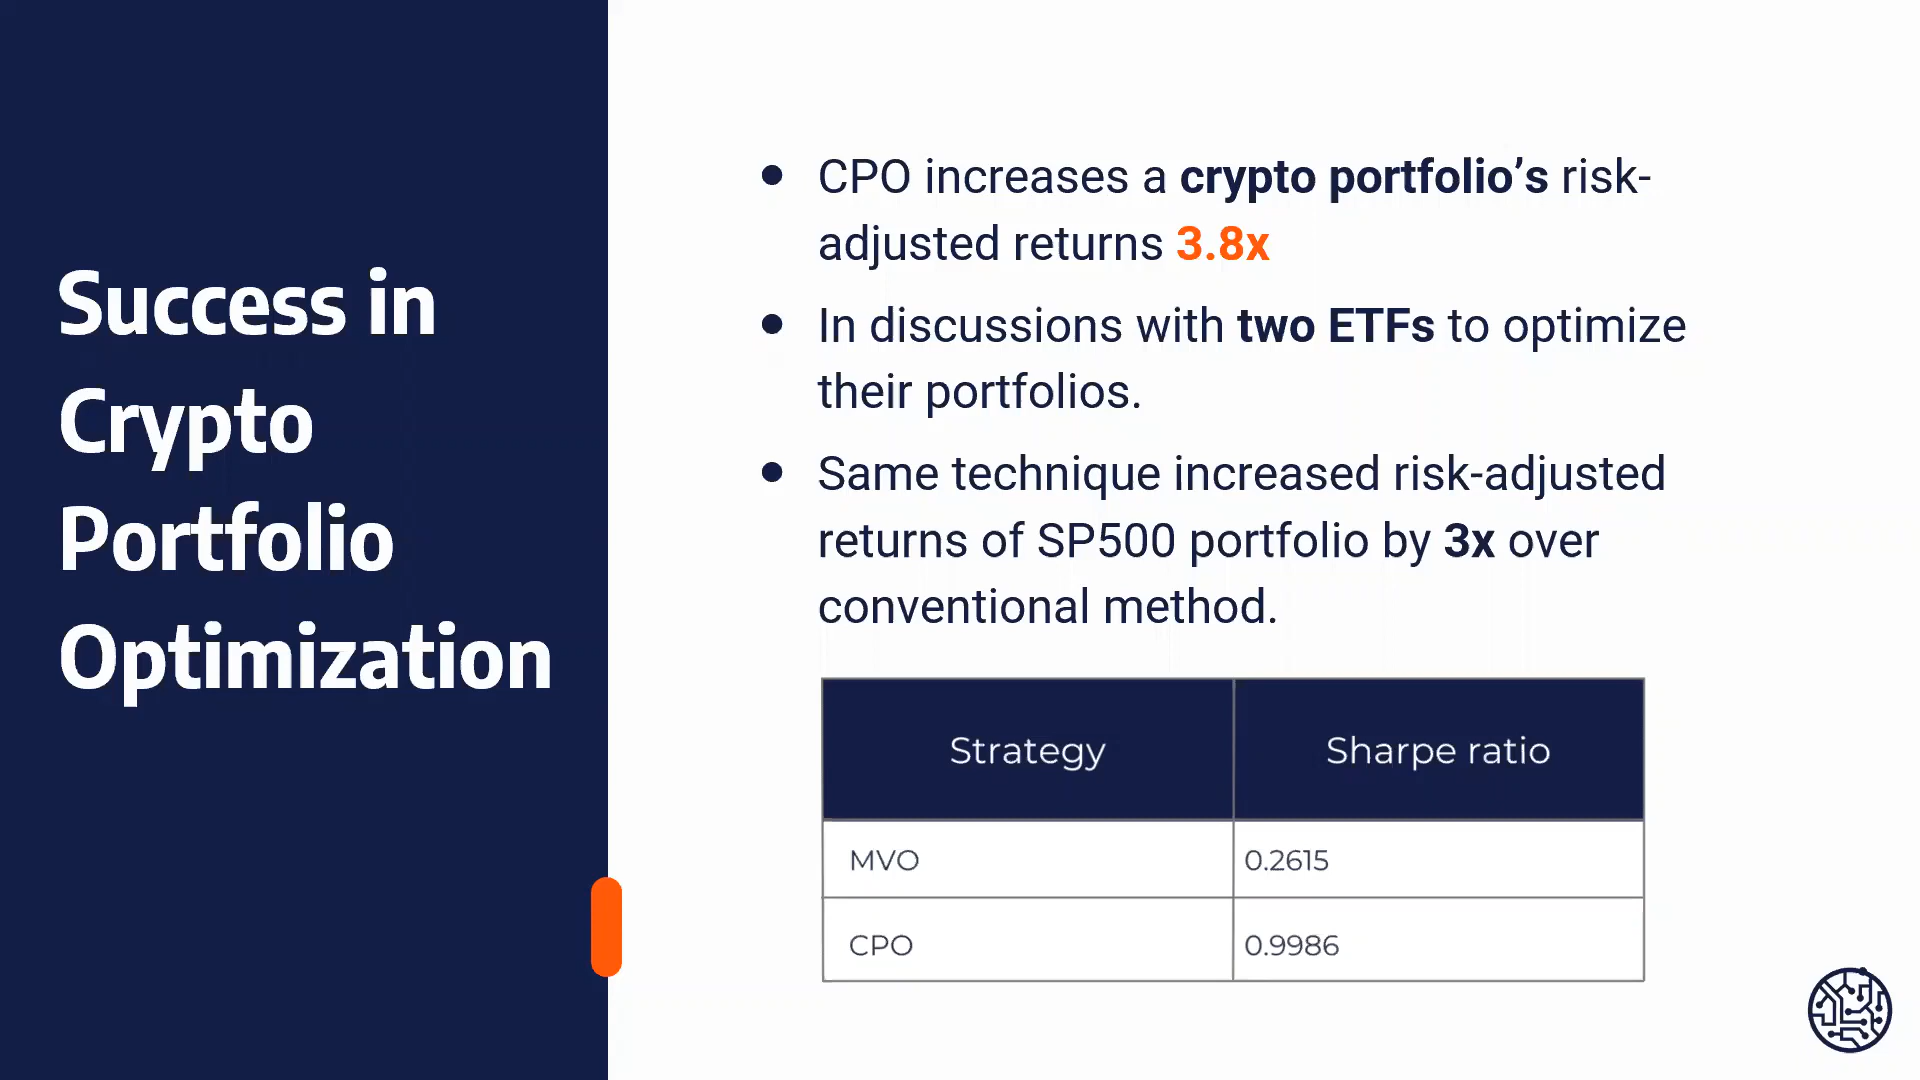 Success in
Crypto
Portfolio
Optimization
• CPO increases a crypto portfolio’s risk-
adjusted returns 3.8x
• In discussions with two ETFs to optimize
their portfolios.
• Same technique increased risk-adjusted
returns of SP500 portfolio by 3x over
conventional method.
Strategy Sharpe ratio
MVO 0.2615
CPO 0.9986